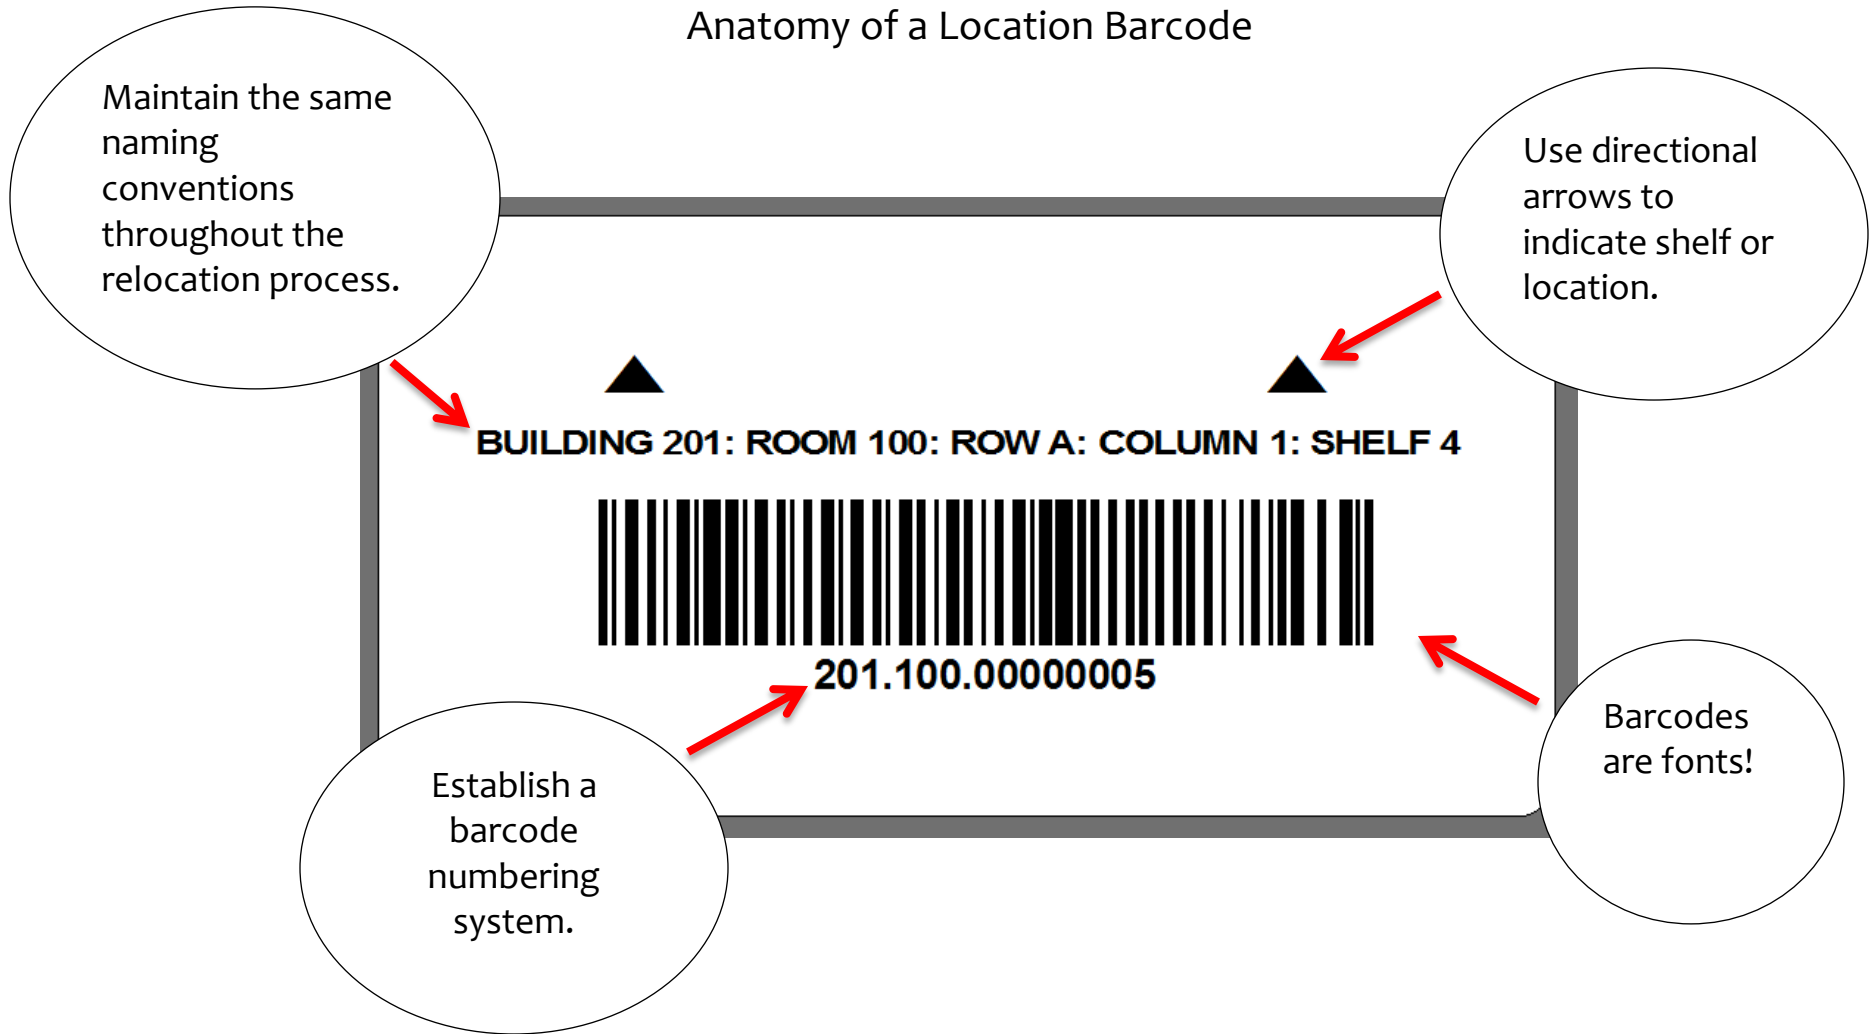 Anatomy of a Location Barcode
Maintain the same
naming
conventions
throughout the
relocation process.
Use directional
arrows to
indicate shelf or
location.
BUILDING 201: ROOM 100: ROW A: COLUMN 1: SHELF 4
201.100.00000005
Establish a
barcode
numbering
system.
Barcodes
are fonts!